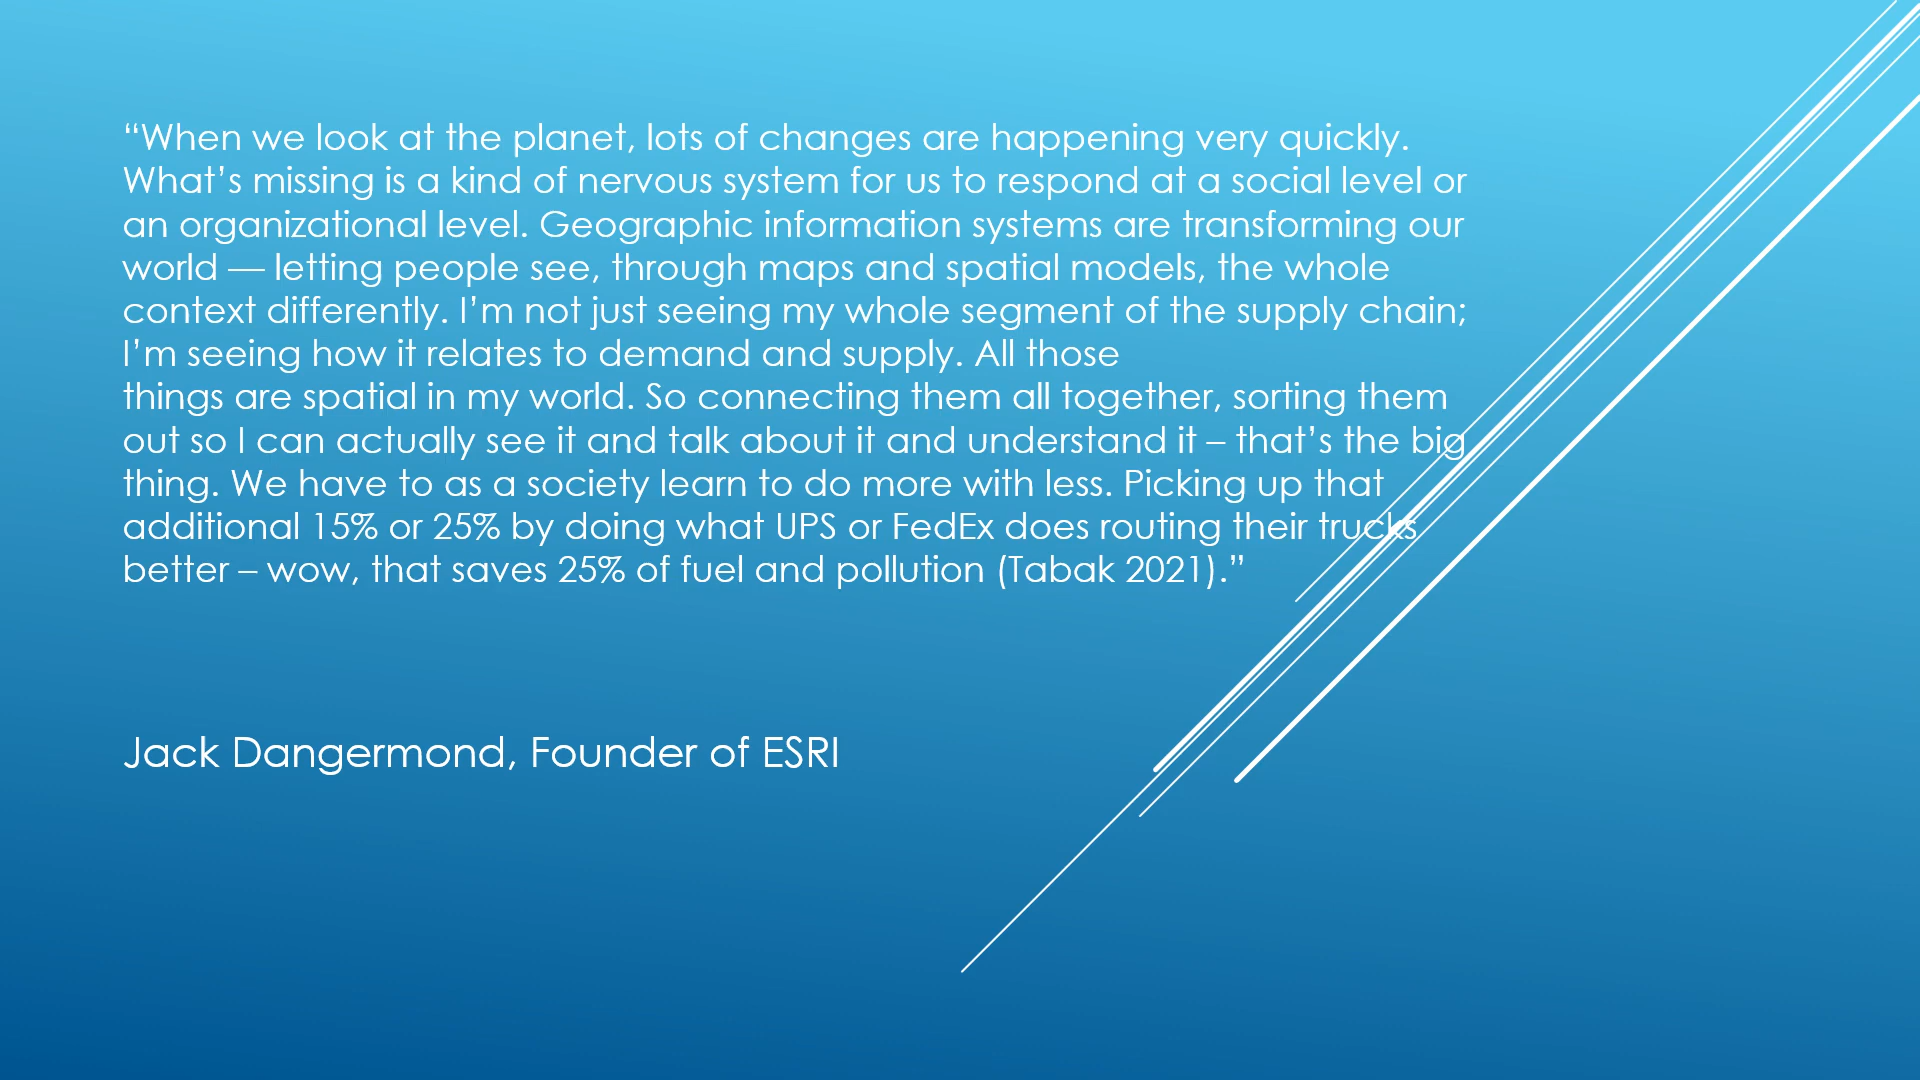 “When we look at the planet, lots of changes are happening very quickly.
What’s missing is a kind of nervous system for us to respond at a social level or
an organizational level. Geographic information systems are transforming our
world — letting people see, through maps and spatial models, the whole
context differently. I’m not just seeing my whole segment of the supply chain;
I’m seeing how it relates to demand and supply. All those
things are spatial in my world. So connecting them all together, sorting them
out so I can actually see it and talk about it and understand it – that’s the big
thing. We have to as a society learn to do more with less. Picking up that
additional 15% or 25% by doing what UPS or FedEx does routing their trucks
better – wow, that saves 25% of fuel and pollution (Tabak 2021).”
Jack Dangermond, Founder of ESRI